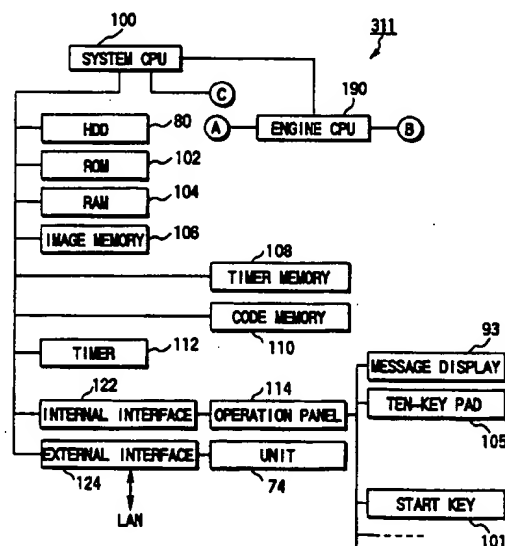 311
100
SYSTEM CPU
C
190
A
ENGINE CPU
B
HDD
80
ROM
102
RAM
104
IMAGE MEMORY
106
108
TIMER MEMORY
CODE MEMORY
110
TIMER
112
93
MESSAGE DISPLAY
122
114
INTERNAL INTERFACE
OPERATION PANEL
TEN-KEY PAD
105
EXTERNAL INTERFACE
UNIT
124
74
LAN
START KEY
101